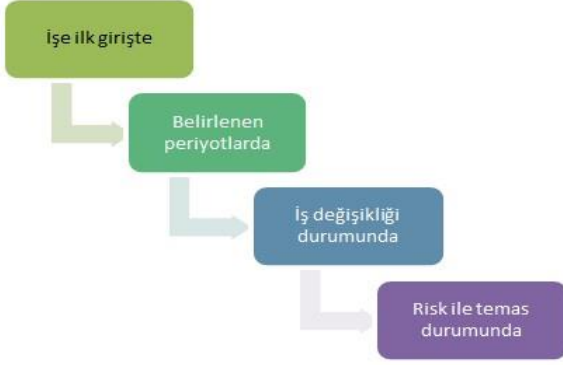 İşe ilk girişte
Belirlenen
periyotlarda
İş değişikliği
durumunda
Risk ile temas
durumunda